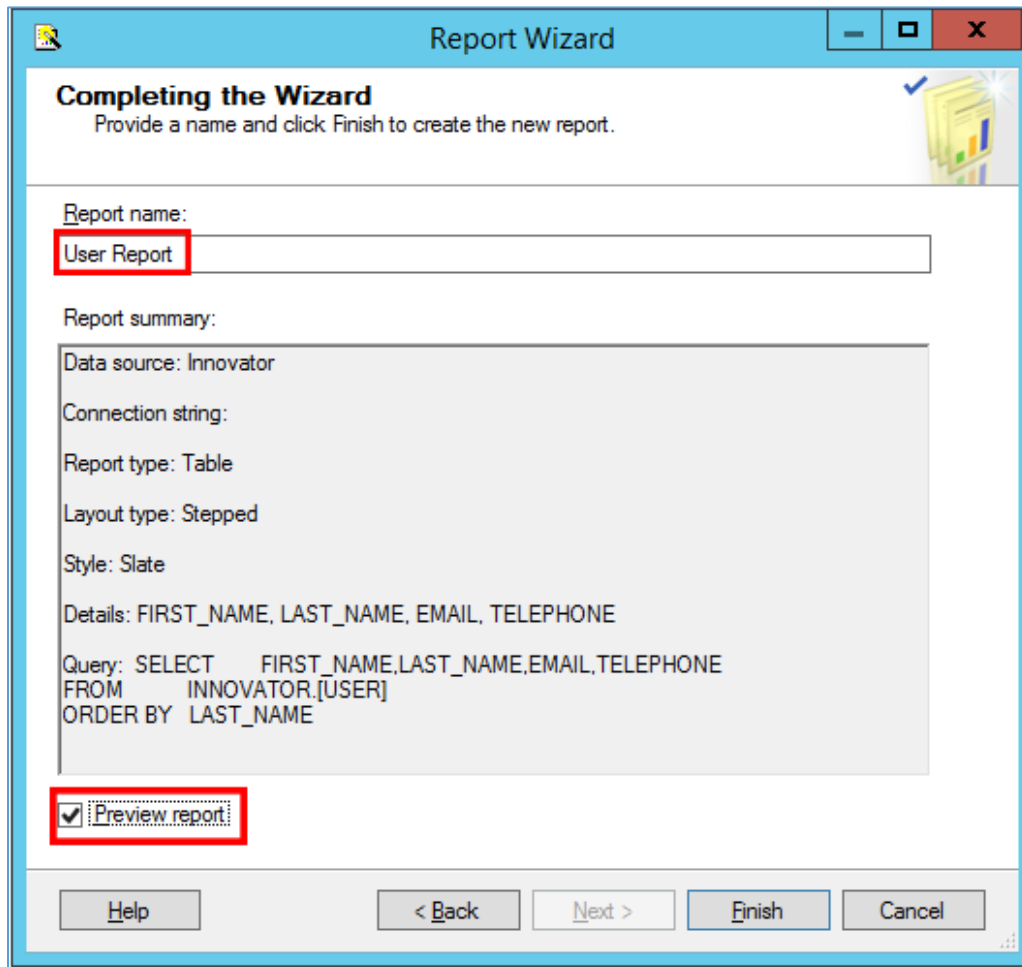 Report Wizard
Completing the Wizard
Provide a name and click Finish to create the new report.
Report name:
User Report
Report summary:
Data source: Innovator
Connection string:
Report type: Table
Layout type: Stepped
Style: Slate
Details: FIRST_NAME, LAST_NAME, EMAIL, TELEPHONE
Query: SELECT FIRST_NAME,LAST_NAME,EMAIL,TELEPHONE
FROM INNOVATOR.[USER]
ORDER BY LAST_NAME
Preview report
Help < Back Next > Finish Cancel